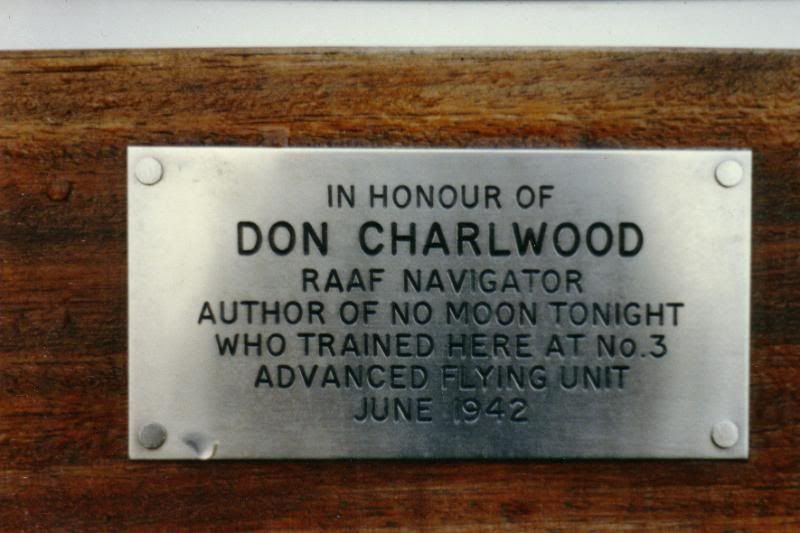 IN HONOUR OF
DON CHARLWOOD
RAAF NAVIGATOR
AUTHOR OF NO MOON TONIGHT
WHO TRAINED HERE AT No.3
ADVANCED FLYING UNIT
JUNE 1942